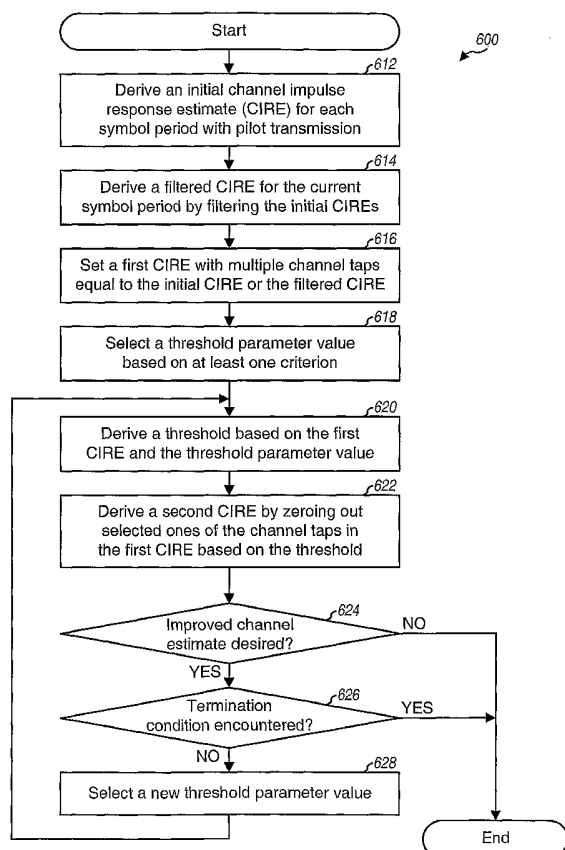 Start
600
612
Derive an initial channel impulse
response estimate (CIRE) for each
symbol period with pilot transmission
614
Derive a filtered CIRE for the current
symbol period by filtering the initial CIREs
616
Set a first CIRE with multiple channel taps
equal to the initial CIRE or the filtered CIRE
618
Select a threshold parameter value
based on at least one criterion
620
Derive a threshold based on the first
CIRE and the threshold parameter value
622
Derive a second CIRE by zeroing out
selected ones of the channel taps in
the first CIRE based on the threshold
624
Improved channel
estimate desired?
NO
YES
626
Termination
condition encountered?
YES
NO
628
Select a new threshold parameter value
End